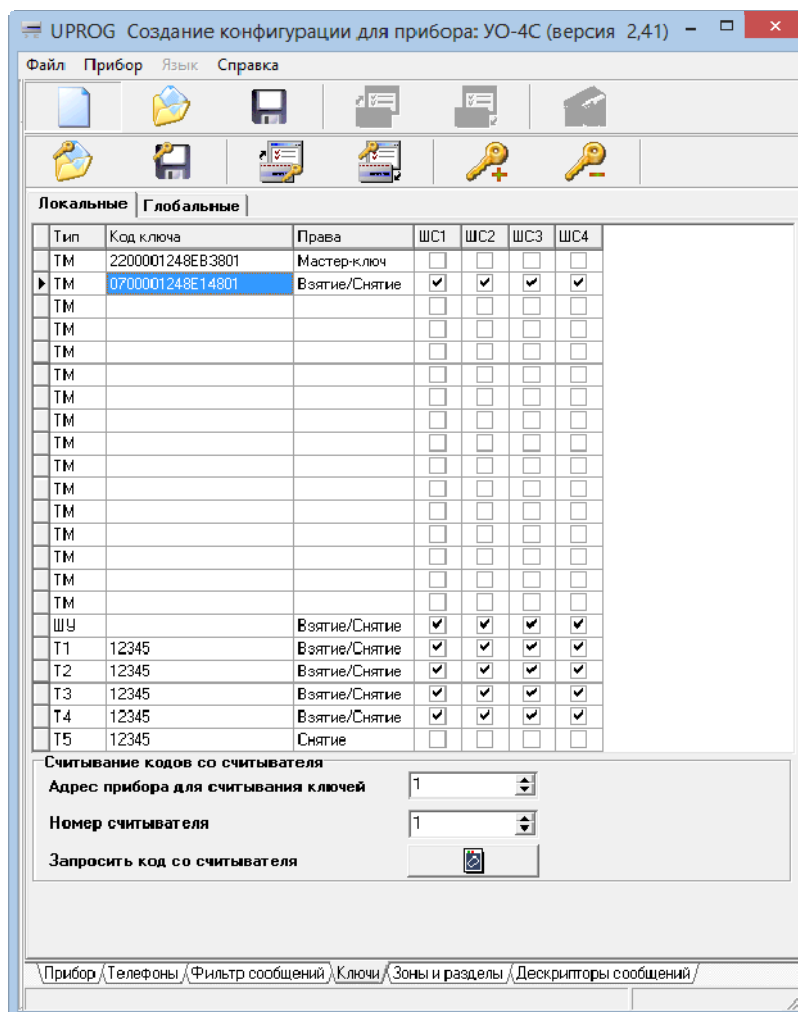 UPROG Создание конфигурации для прибора: УО-4С (версия 2,41)
Файл Прибор Язык Справка
Локальные Глобальные
Тип Код ключа Права ШС1 ШС2 ШС3 ШС4
ТМ 2200001248EB3801 Мастер-ключ
ТМ 0700001248E14801 Взятие/Снятие
ТМ
ТМ
ТМ
ТМ
ТМ
ТМ
ТМ
ТМ
ТМ
ТМ
ТМ
ТМ
ТМ
ТМ
ШУ Взятие/Снятие
Т1 12345 Взятие/Снятие
Т2 12345 Взятие/Снятие
Т3 12345 Взятие/Снятие
Т4 12345 Взятие/Снятие
Т5 12345 Снятие
Считывание кодов со считывателя
Адрес прибора для считывания ключей 1
Номер считывателя 1
Запросить код со считывателя
Прибор Телефоны Фильтр сообщений Ключи Зоны и разделы Дескрипторы сообщений